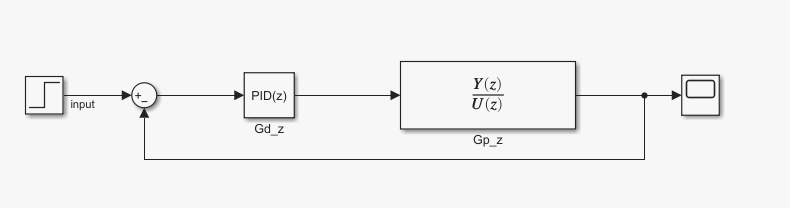 input
+
−
PID(z)
Gd_z
Y(z)
U(z)
Gp_z